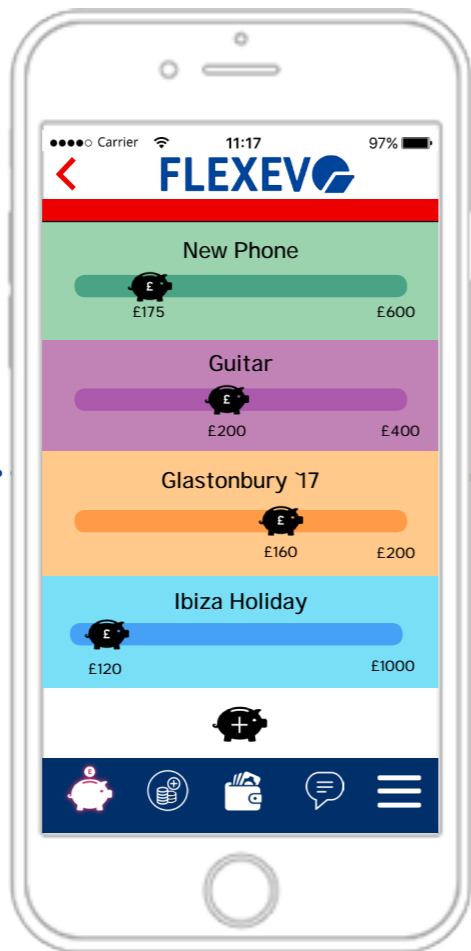 Carrier 11:17 97%
FLEXEVO
New Phone
£
£175 £600
Guitar
£
£200 £400
Glastonbury `17
£
£160 £200
Ibiza Holiday
£
£120 £1000